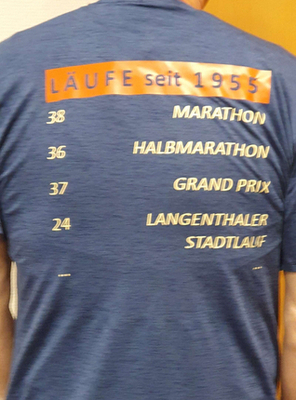 LÄUFE seit 1955
38 MARATHON
36 HALBMARATHON
37 GRAND PRIX
24 LANGENTHALER
STADTLAUF